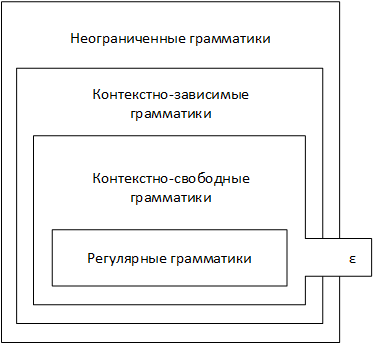 Неограниченные грамматики
Контекстно-зависимые
грамматики
Контекстно-свободные
грамматики
Регулярные грамматики
ε